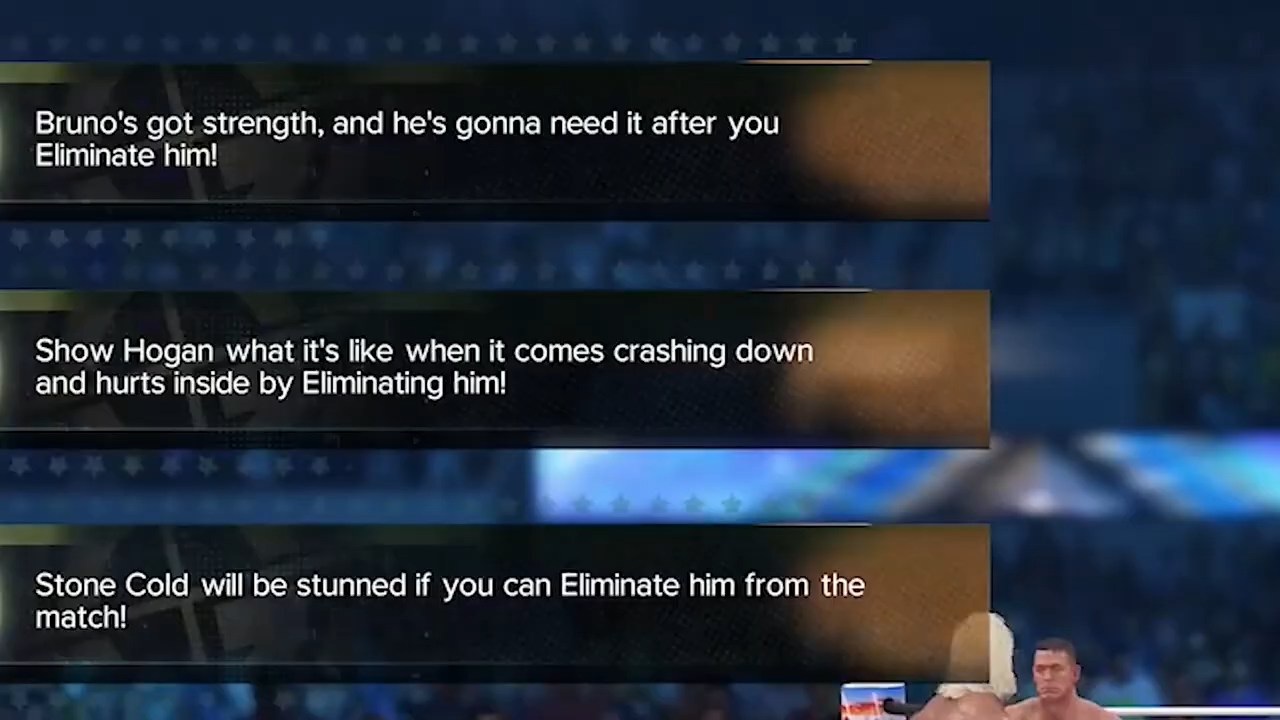 Bruno's got strength, and he's gonna need it after you
Eliminate him!
Show Hogan what it's like when it comes crashing down
and hurts inside by Eliminating him!
Stone Cold will be stunned if you can Eliminate him from the
match!